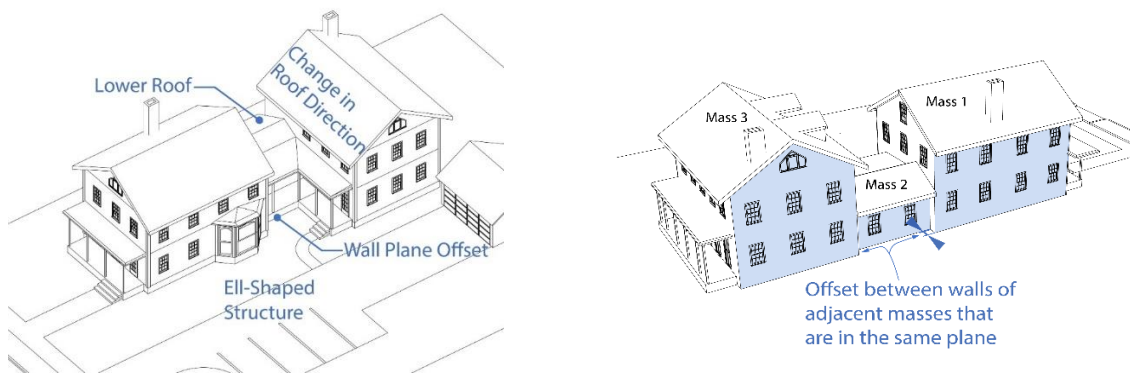 Lower Roof
Change in
Roof Direction
Wall Plane Offset
Ell-Shaped
Structure
Mass 1
Mass 3
Mass 2
Offset between walls of
adjacent masses that
are in the same plane